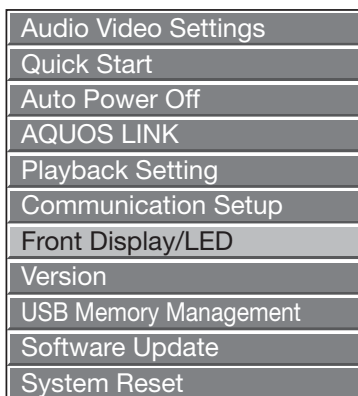 Audio Video Settings
Quick Start
Auto Power Off
AQUOS LINK
Playback Setting
Communication Setup
Front Display/LED
Version
USB Memory Management
Software Update
System Reset